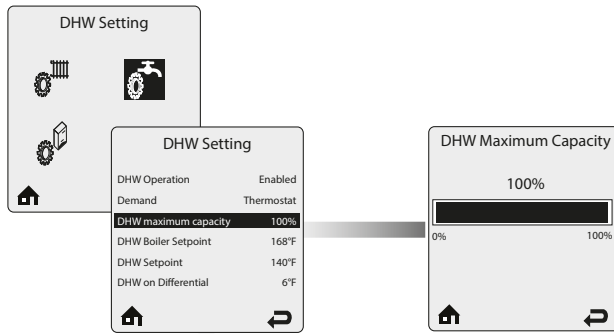 DHW Setting
DHW Setting
DHW Operation Enabled
Demand Thermostat
DHW maximum capacity 100%
DHW Boiler Setpoint 168°F
DHW Setpoint 140°F
DHW on Differential 6°F
DHW Maximum Capacity
100%
0% 100%